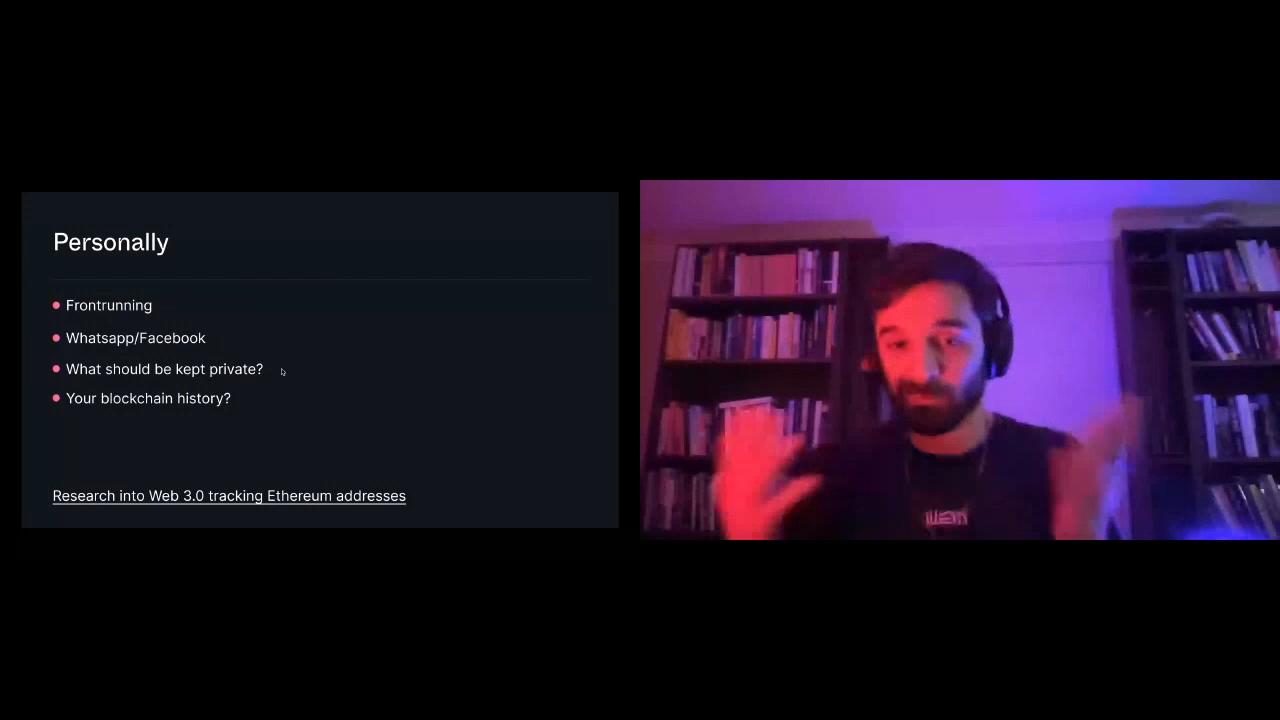 Personally
Frontrunning
Whatsapp/Facebook
What should be kept private?
Your blockchain history?
Research into Web 3.0 tracking Ethereum addresses